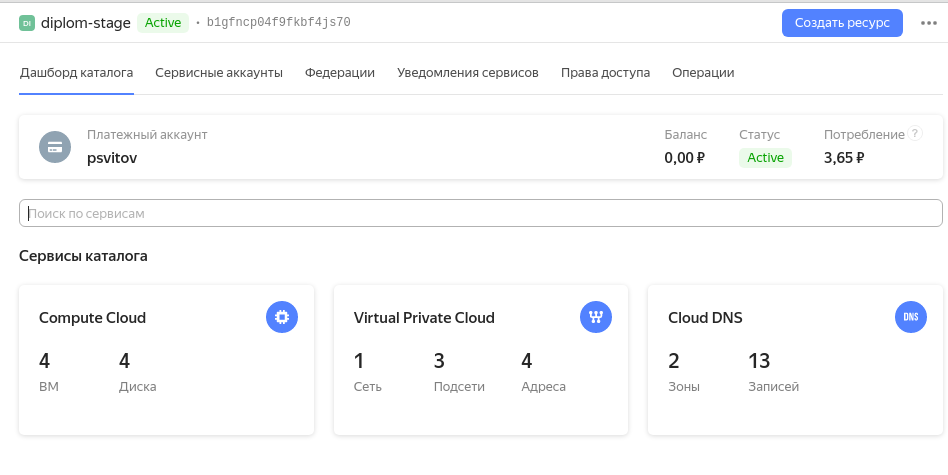 DI diplom-stage Active • b1gfncp04f9fkbf4js70 Создать ресурс
Дашборд каталога Сервисные аккаунты Федерации Уведомления сервисов Права доступа Операции
Платежный аккаунт Баланс Статус Потребление ?
psvitov 0,00 ₽ Active 3,65 ₽
Поиск по сервисам
Сервисы каталога
Compute Cloud Virtual Private Cloud Cloud DNS DNS
4 4 1 3 4 2 13
ВМ Диска Сеть Подсети Адреса Зоны Записей